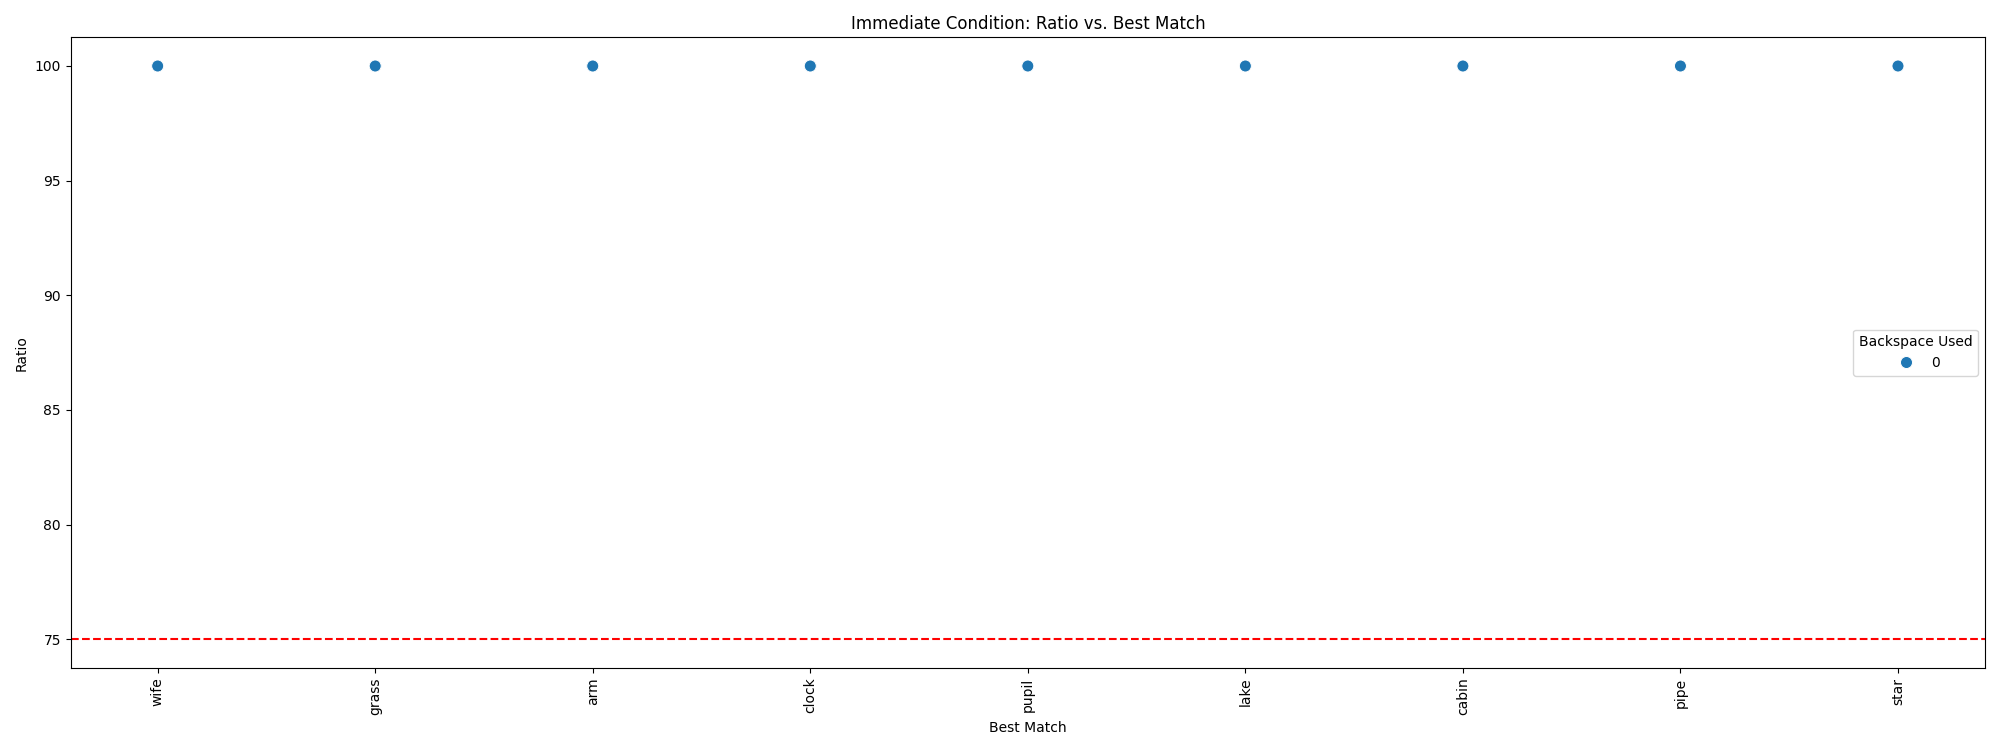 Immediate Condition: Ratio vs. Best Match
100
95
90
85
80
75
Ratio
Backspace Used
0
wife
grass
arm
clock
pupil
lake
cabin
pipe
star
Best Match